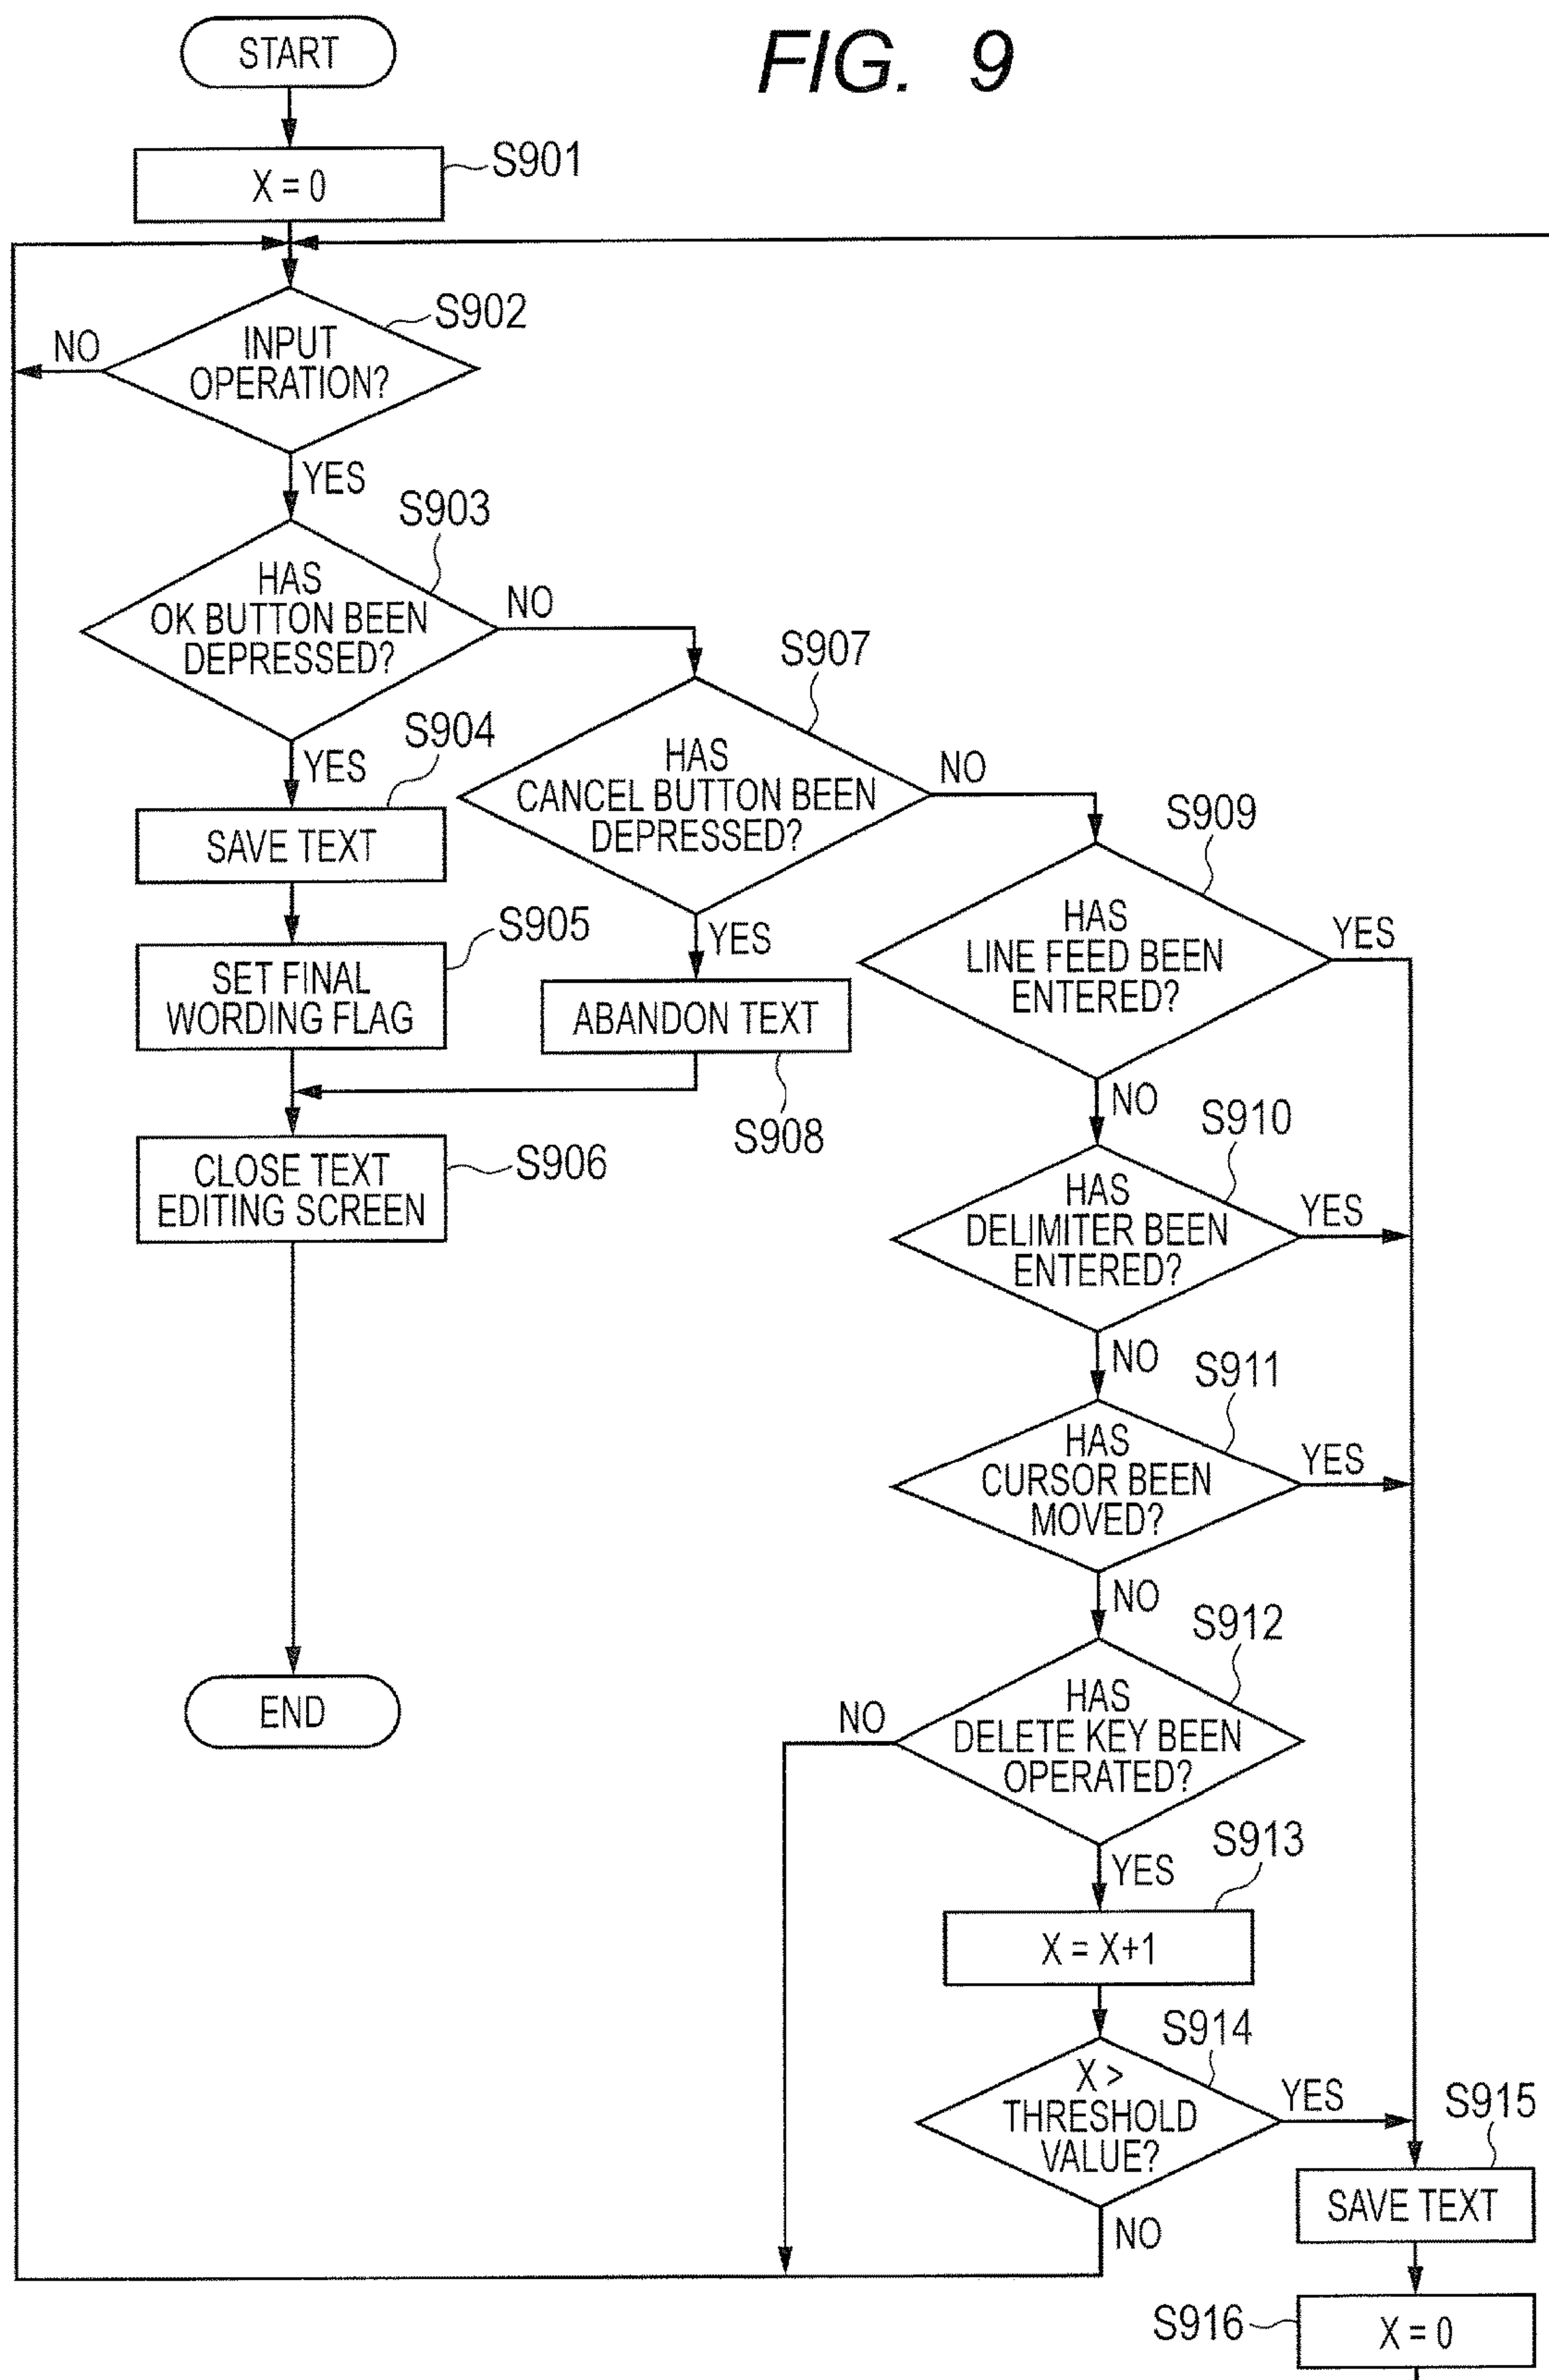 FIG. 9
START
X = 0
S901
INPUT
OPERATION?
S902
NO
YES
HAS
OK BUTTON BEEN
DEPRESSED?
S903
NO
YES
SAVE TEXT
S904
SET FINAL
WORDING FLAG
S905
CLOSE TEXT
EDITING SCREEN
S906
END
HAS
CANCEL BUTTON BEEN
DEPRESSED?
S907
NO
YES
ABANDON TEXT
S908
HAS
LINE FEED BEEN
ENTERED?
S909
YES
NO
HAS
DELIMITER BEEN
ENTERED?
S910
YES
NO
HAS
CURSOR BEEN
MOVED?
S911
YES
NO
HAS
DELETE KEY BEEN
OPERATED?
S912
NO
YES
X = X+1
S913
X >
THRESHOLD
VALUE?
S914
YES
NO
SAVE TEXT
S915
X = 0
S916